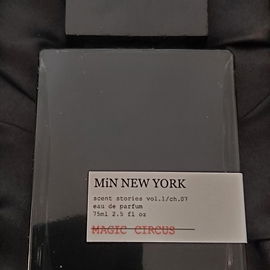 MiN NEW YORK
scent stories vol.1/ch.07
eau de parfum
75ml 2.5 fl oz
MAGIC CIRCUS